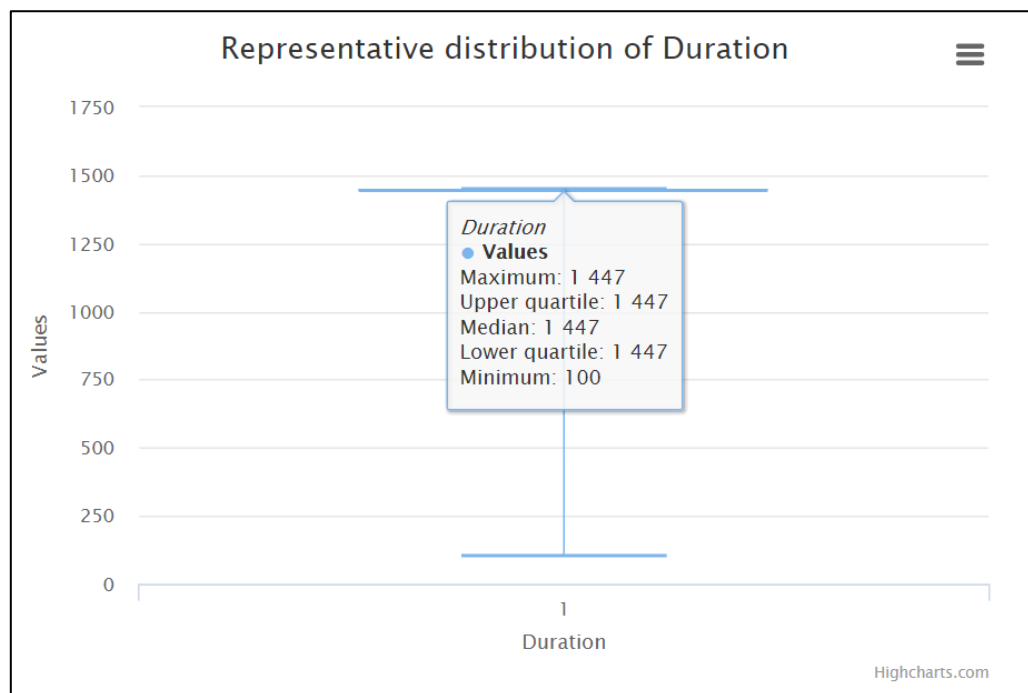 Representative distribution of Duration
1750
1500
1250
1000
750
500
250
0
Values
Duration
Values
Maximum: 1 447
Upper quartile: 1 447
Median: 1 447
Lower quartile: 1 447
Minimum: 100
1
Duration
Highcharts.com